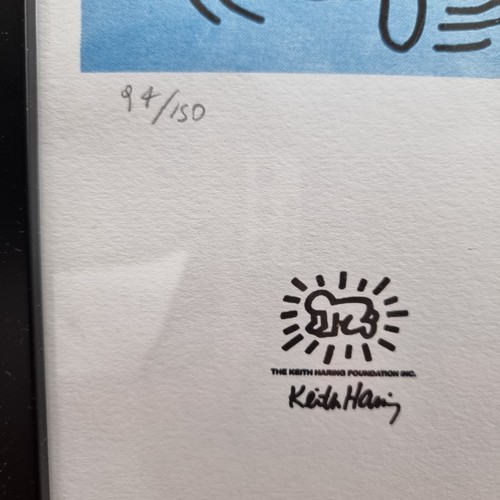 94/150
THE KEITH HARING FOUNDATION INC.
Keith Haring